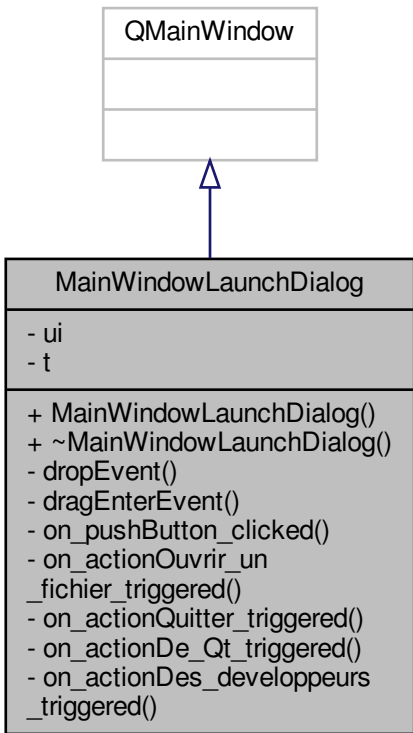 QMainWindow
MainWindowLaunchDialog
- ui
- t
+ MainWindowLaunchDialog()
+ ~MainWindowLaunchDialog()
- dropEvent()
- dragEnterEvent()
- on_pushButton_clicked()
- on_actionOuvrir_un
_fichier_triggered()
- on_actionQuitter_triggered()
- on_actionDe_Qt_triggered()
- on_actionDes_developpeurs
_triggered()